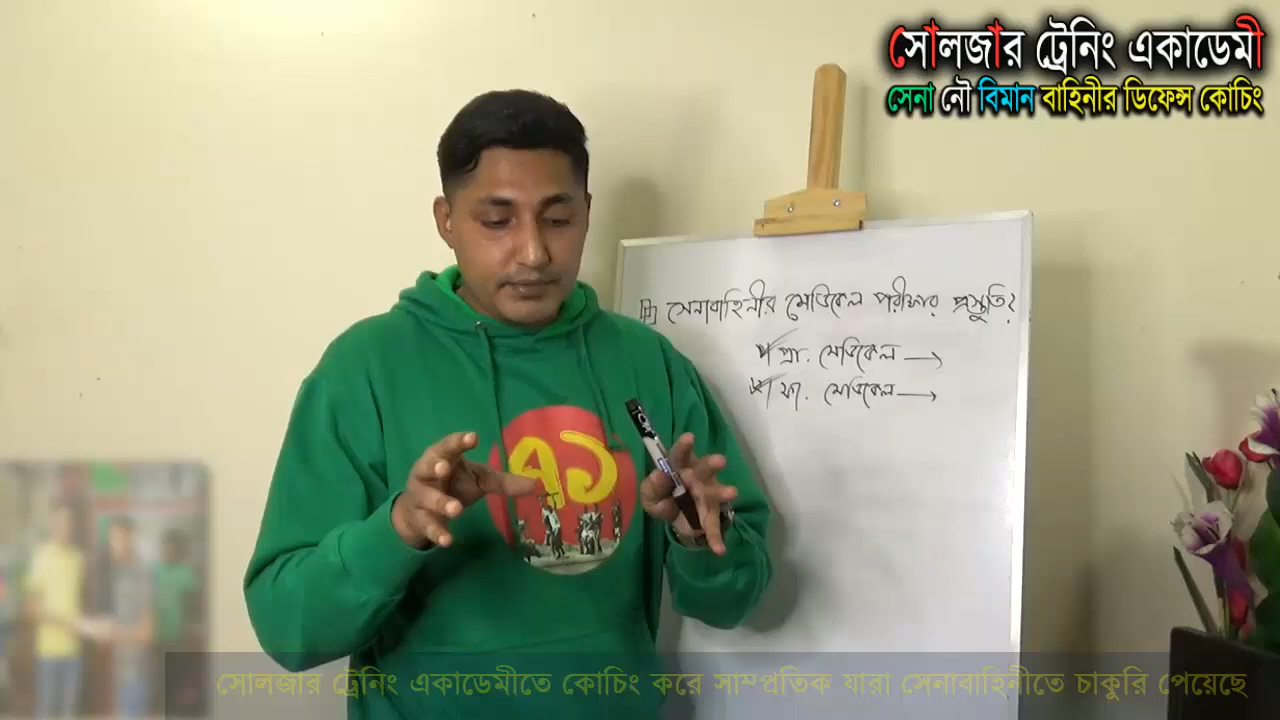 সোলজার ট্রেনিং একাডেমী
সেনা নৌ বিমান বাহিনীর ডিফেন্স কোচিং
সেনাবাহিনীর মেডিকেল পরীক্ষার প্রস্তুতি?
প্রা. মেডিকেল →
ফা. মেডিকেল →
৭১
সোলজার ট্রেনিং একাডেমীতে কোচিং করে সাম্প্রতিক যারা সেনাবাহিনীতে চাকুরি পেয়েছে